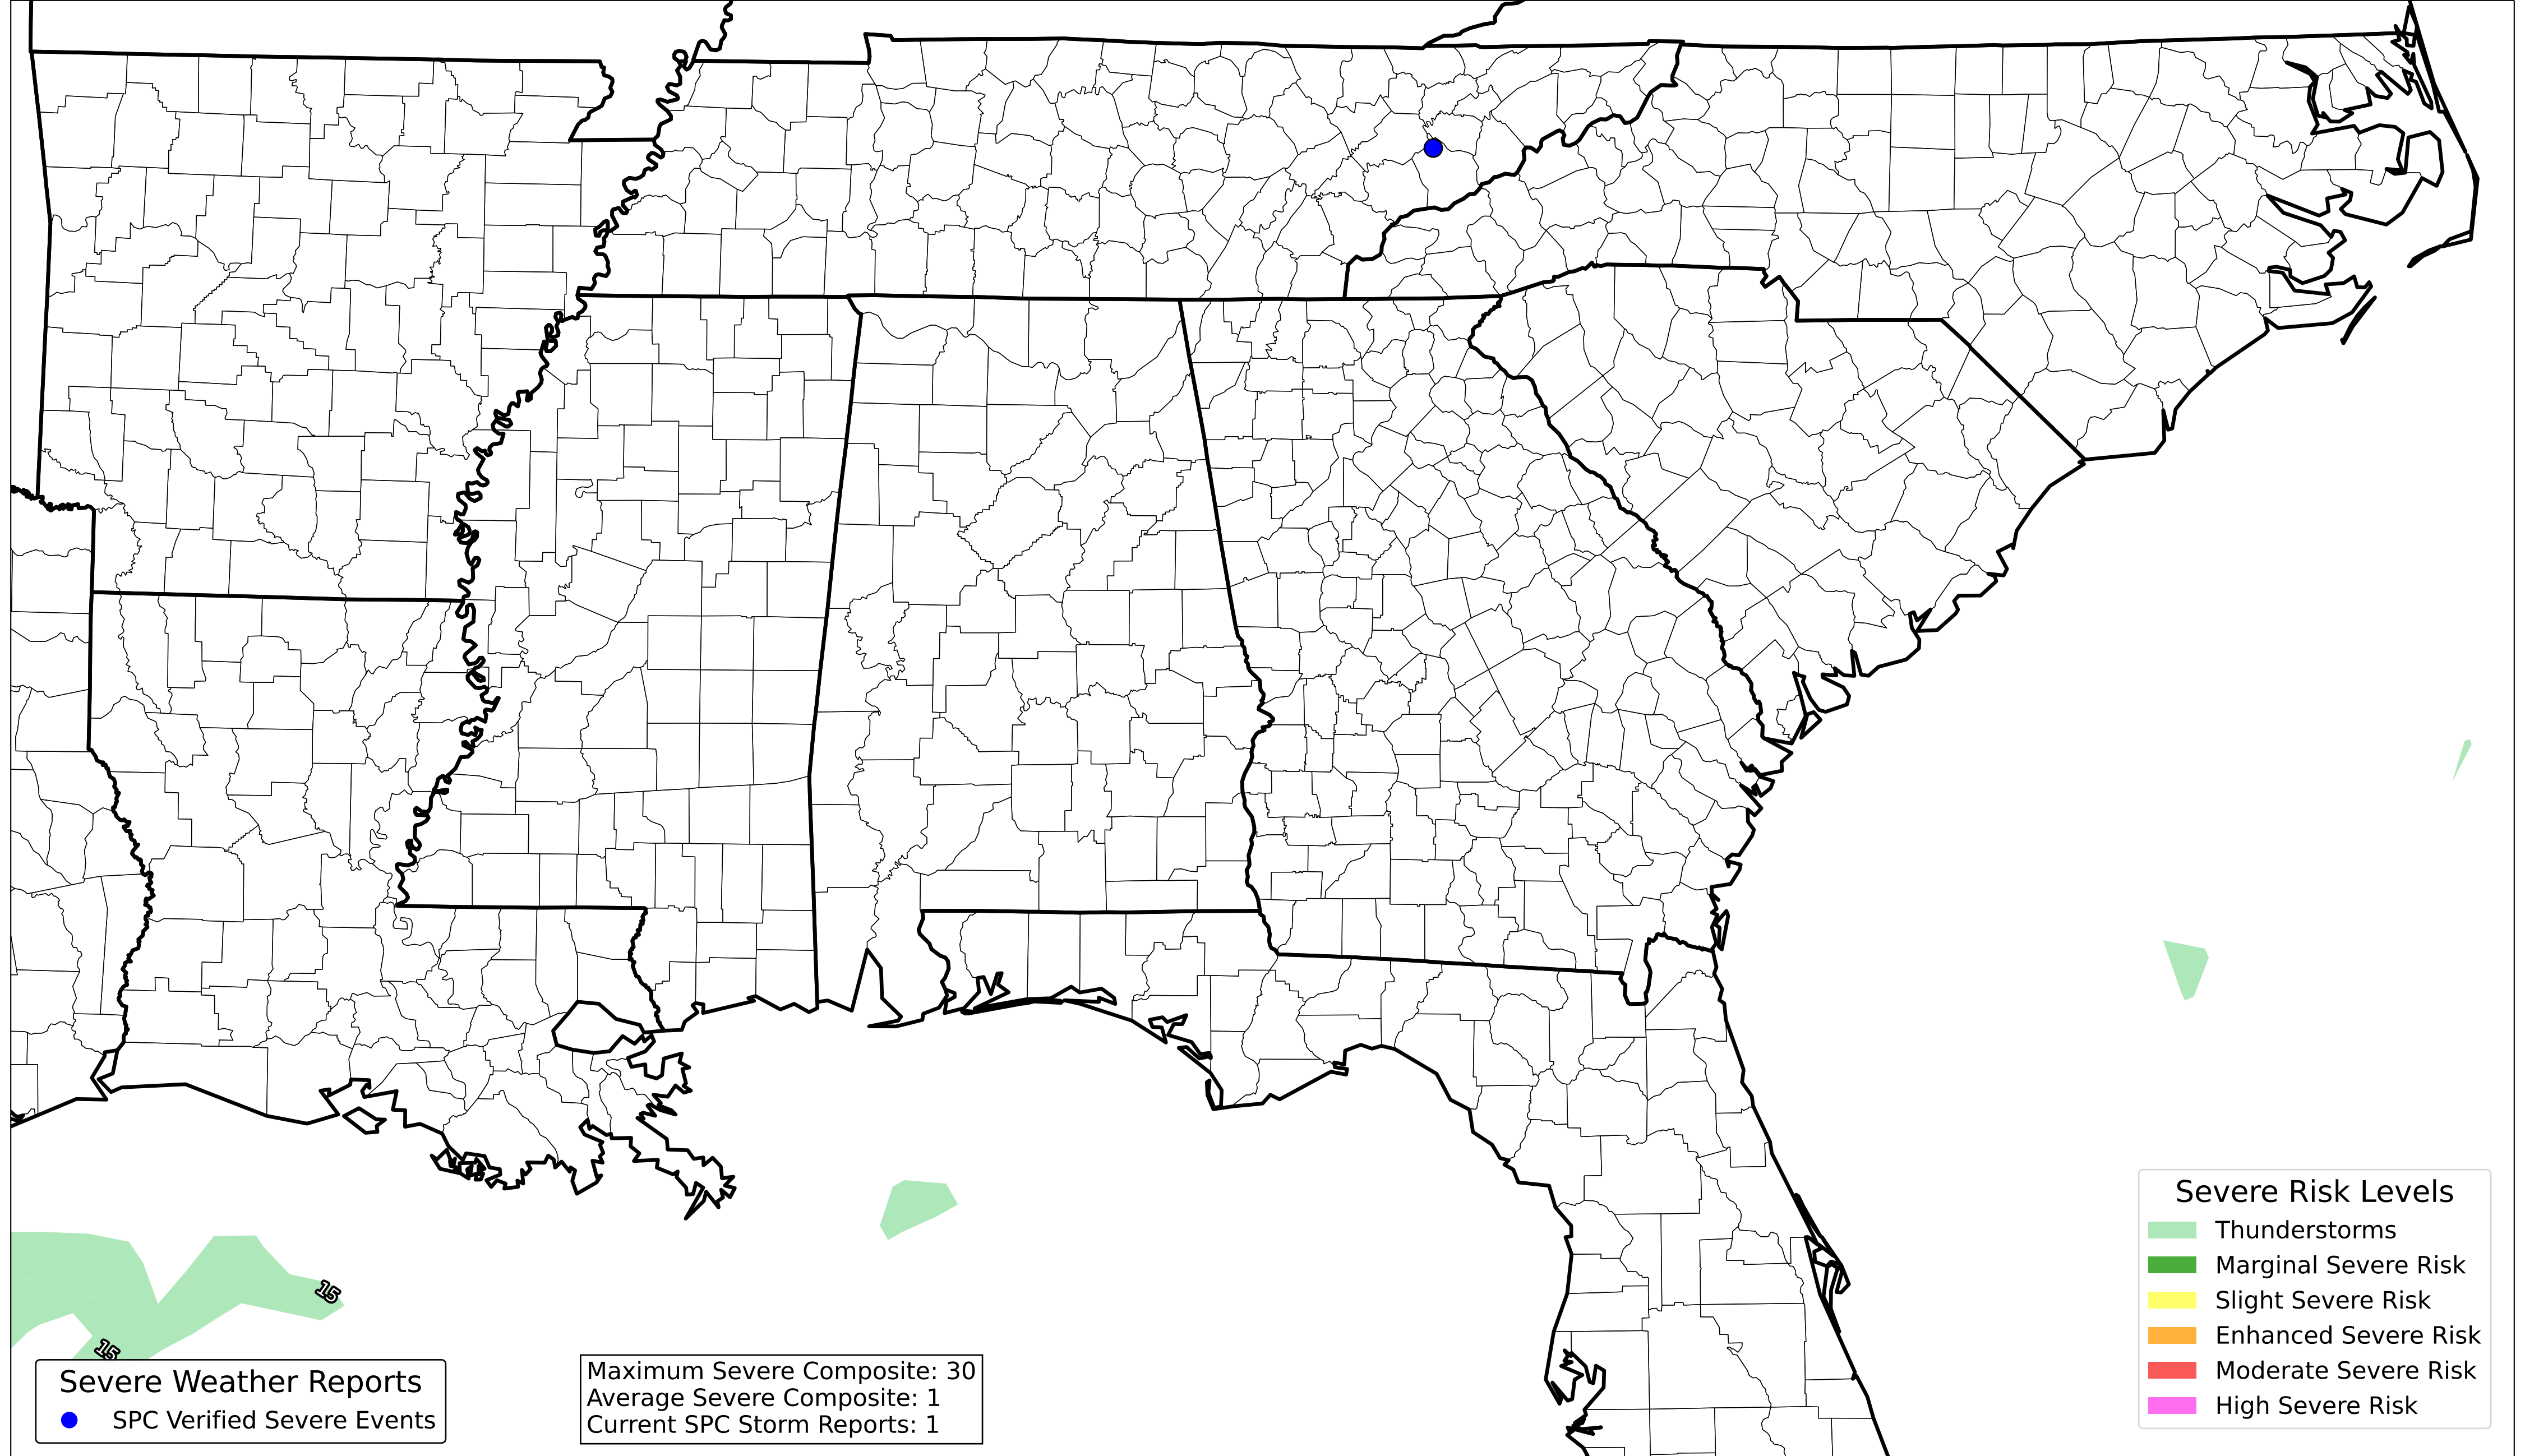 15
15
Severe Weather Reports
SPC Verified Severe Events
Maximum Severe Composite: 30
Average Severe Composite: 1
Current SPC Storm Reports: 1
Severe Risk Levels
Thunderstorms
Marginal Severe Risk
Slight Severe Risk
Enhanced Severe Risk
Moderate Severe Risk
High Severe Risk